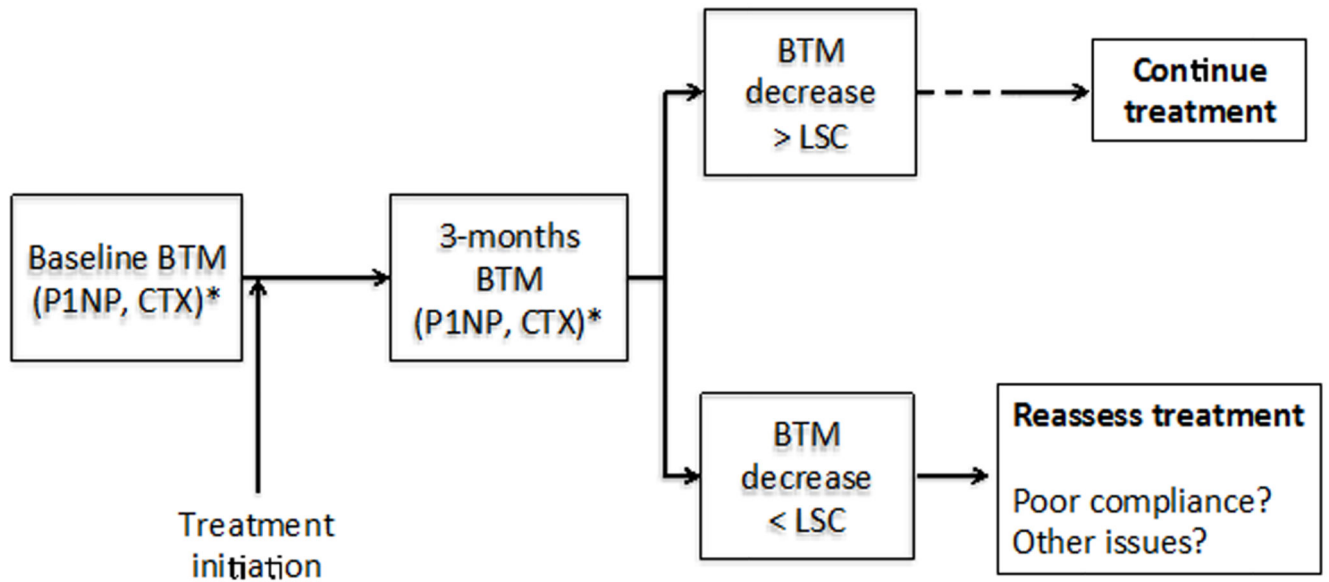 Baseline BTM
(P1NP, CTX)*
Treatment
initiation
3-months
BTM
(P1NP, CTX)*
BTM
decrease
> LSC
Continue
treatment
BTM
decrease
< LSC
Reassess treatment
Poor compliance?
Other issues?